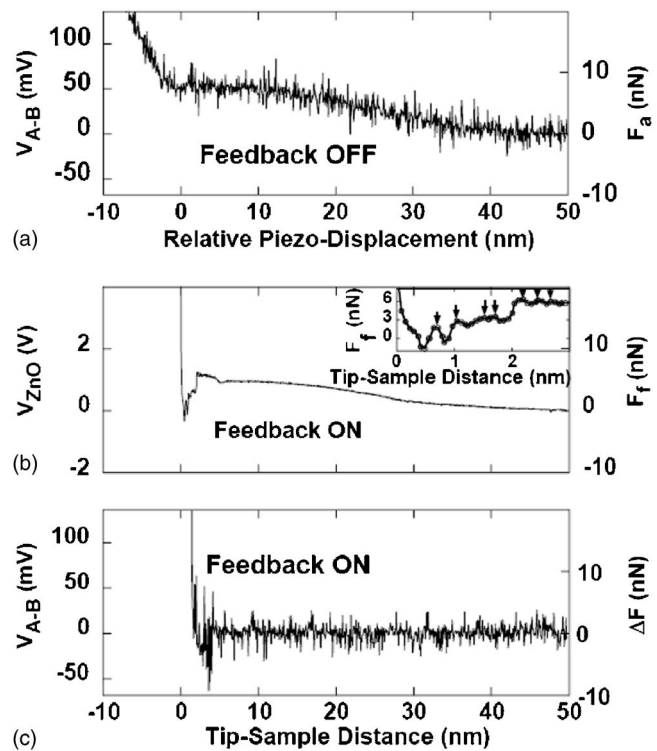 100
50
0
-50
V_A-B (mV)
10
0
-10
F_a (nN)
Feedback OFF
-10 0 10 20 30 40 50
(a)
Relative Piezo-Displacement (nm)
4
2
0
-2
V_ZnO (V)
10
0
-10
F_f (nN)
6
3
0
F_f (nN)
0 1 2
Tip-Sample Distance (nm)
Feedback ON
(b)
100
50
0
-50
V_A-B (mV)
10
0
-10
ΔF (nN)
Feedback ON
-10 0 10 20 30 40 50
(c)
Tip-Sample Distance (nm)